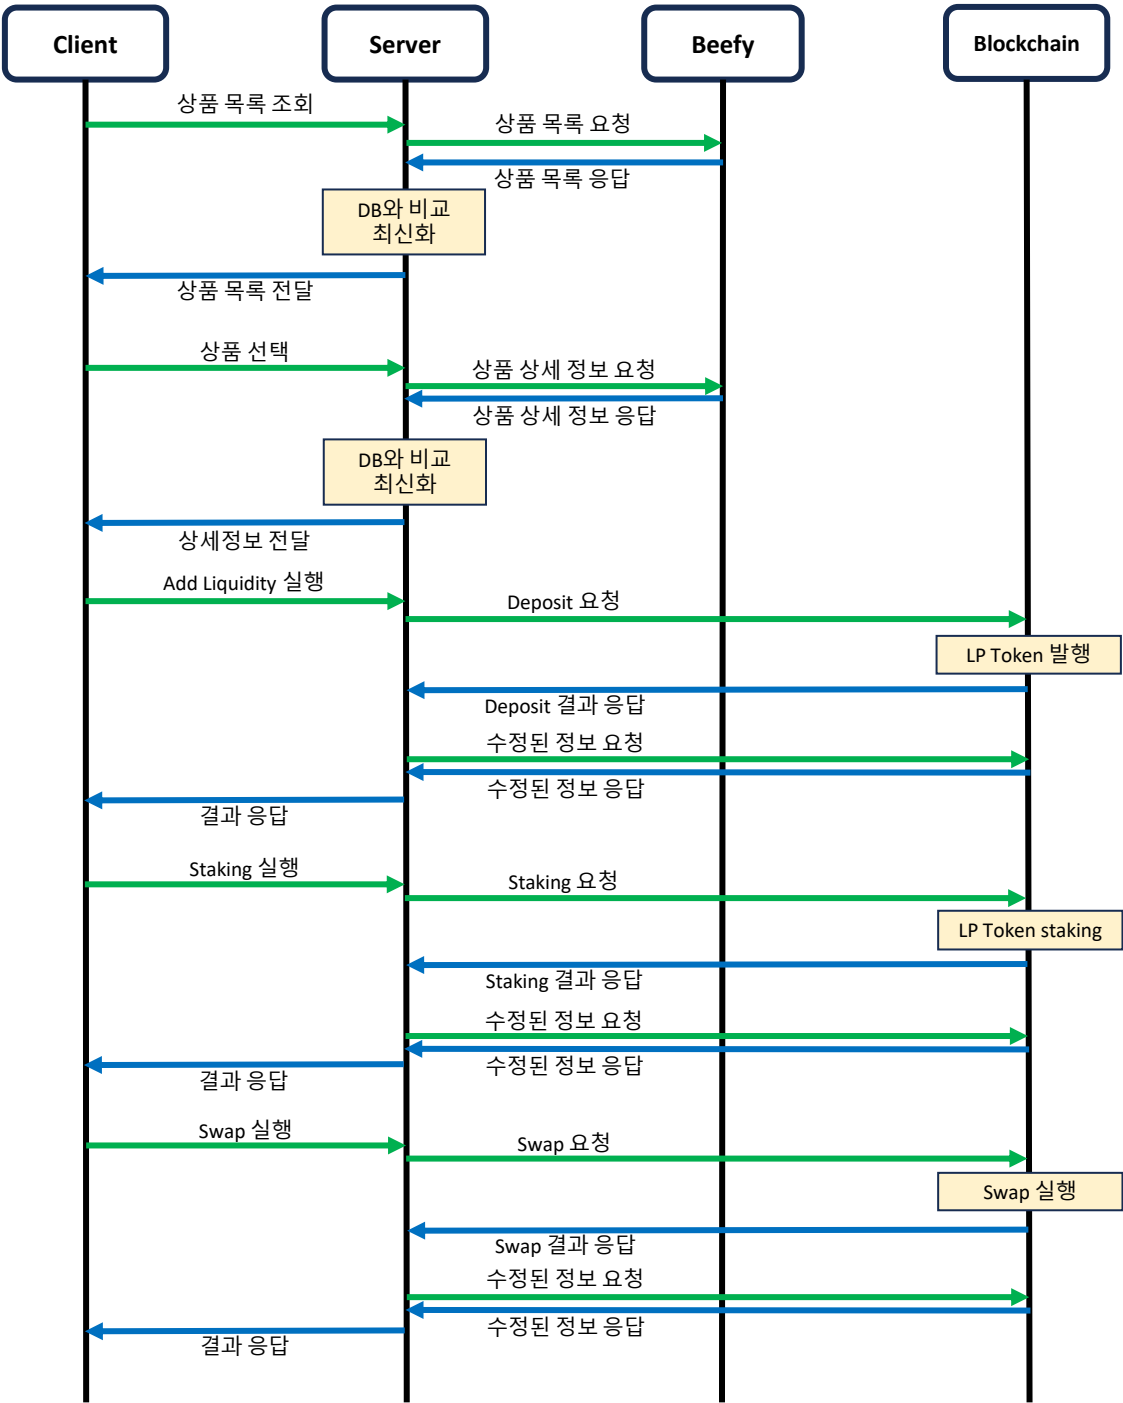 Client
Server
Beefy
Blockchain
상품 목록 조회
상품 목록 요청
상품 목록 응답
DB와 비교
최신화
상품 목록 전달
상품 선택
상품 상세 정보 요청
상품 상세 정보 응답
DB와 비교
최신화
상세정보 전달
Add Liquidity 실행
Deposit 요청
LP Token 발행
Deposit 결과 응답
수정된 정보 요청
수정된 정보 응답
결과 응답
Staking 실행
Staking 요청
LP Token staking
Staking 결과 응답
수정된 정보 요청
수정된 정보 응답
결과 응답
Swap 실행
Swap 요청
Swap 실행
Swap 결과 응답
수정된 정보 요청
수정된 정보 응답
결과 응답